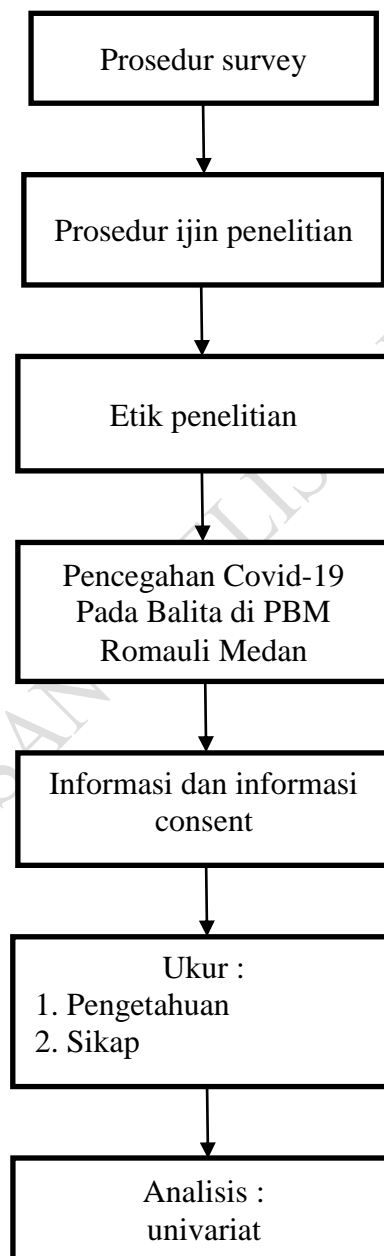 Prosedur survey
Prosedur ijin penelitian
Etik penelitian
Pencegahan Covid-19
Pada Balita di PBM
Romauli Medan
Informasi dan informasi
consent
Ukur :
1. Pengetahuan
2. Sikap
Analisis :
univariat